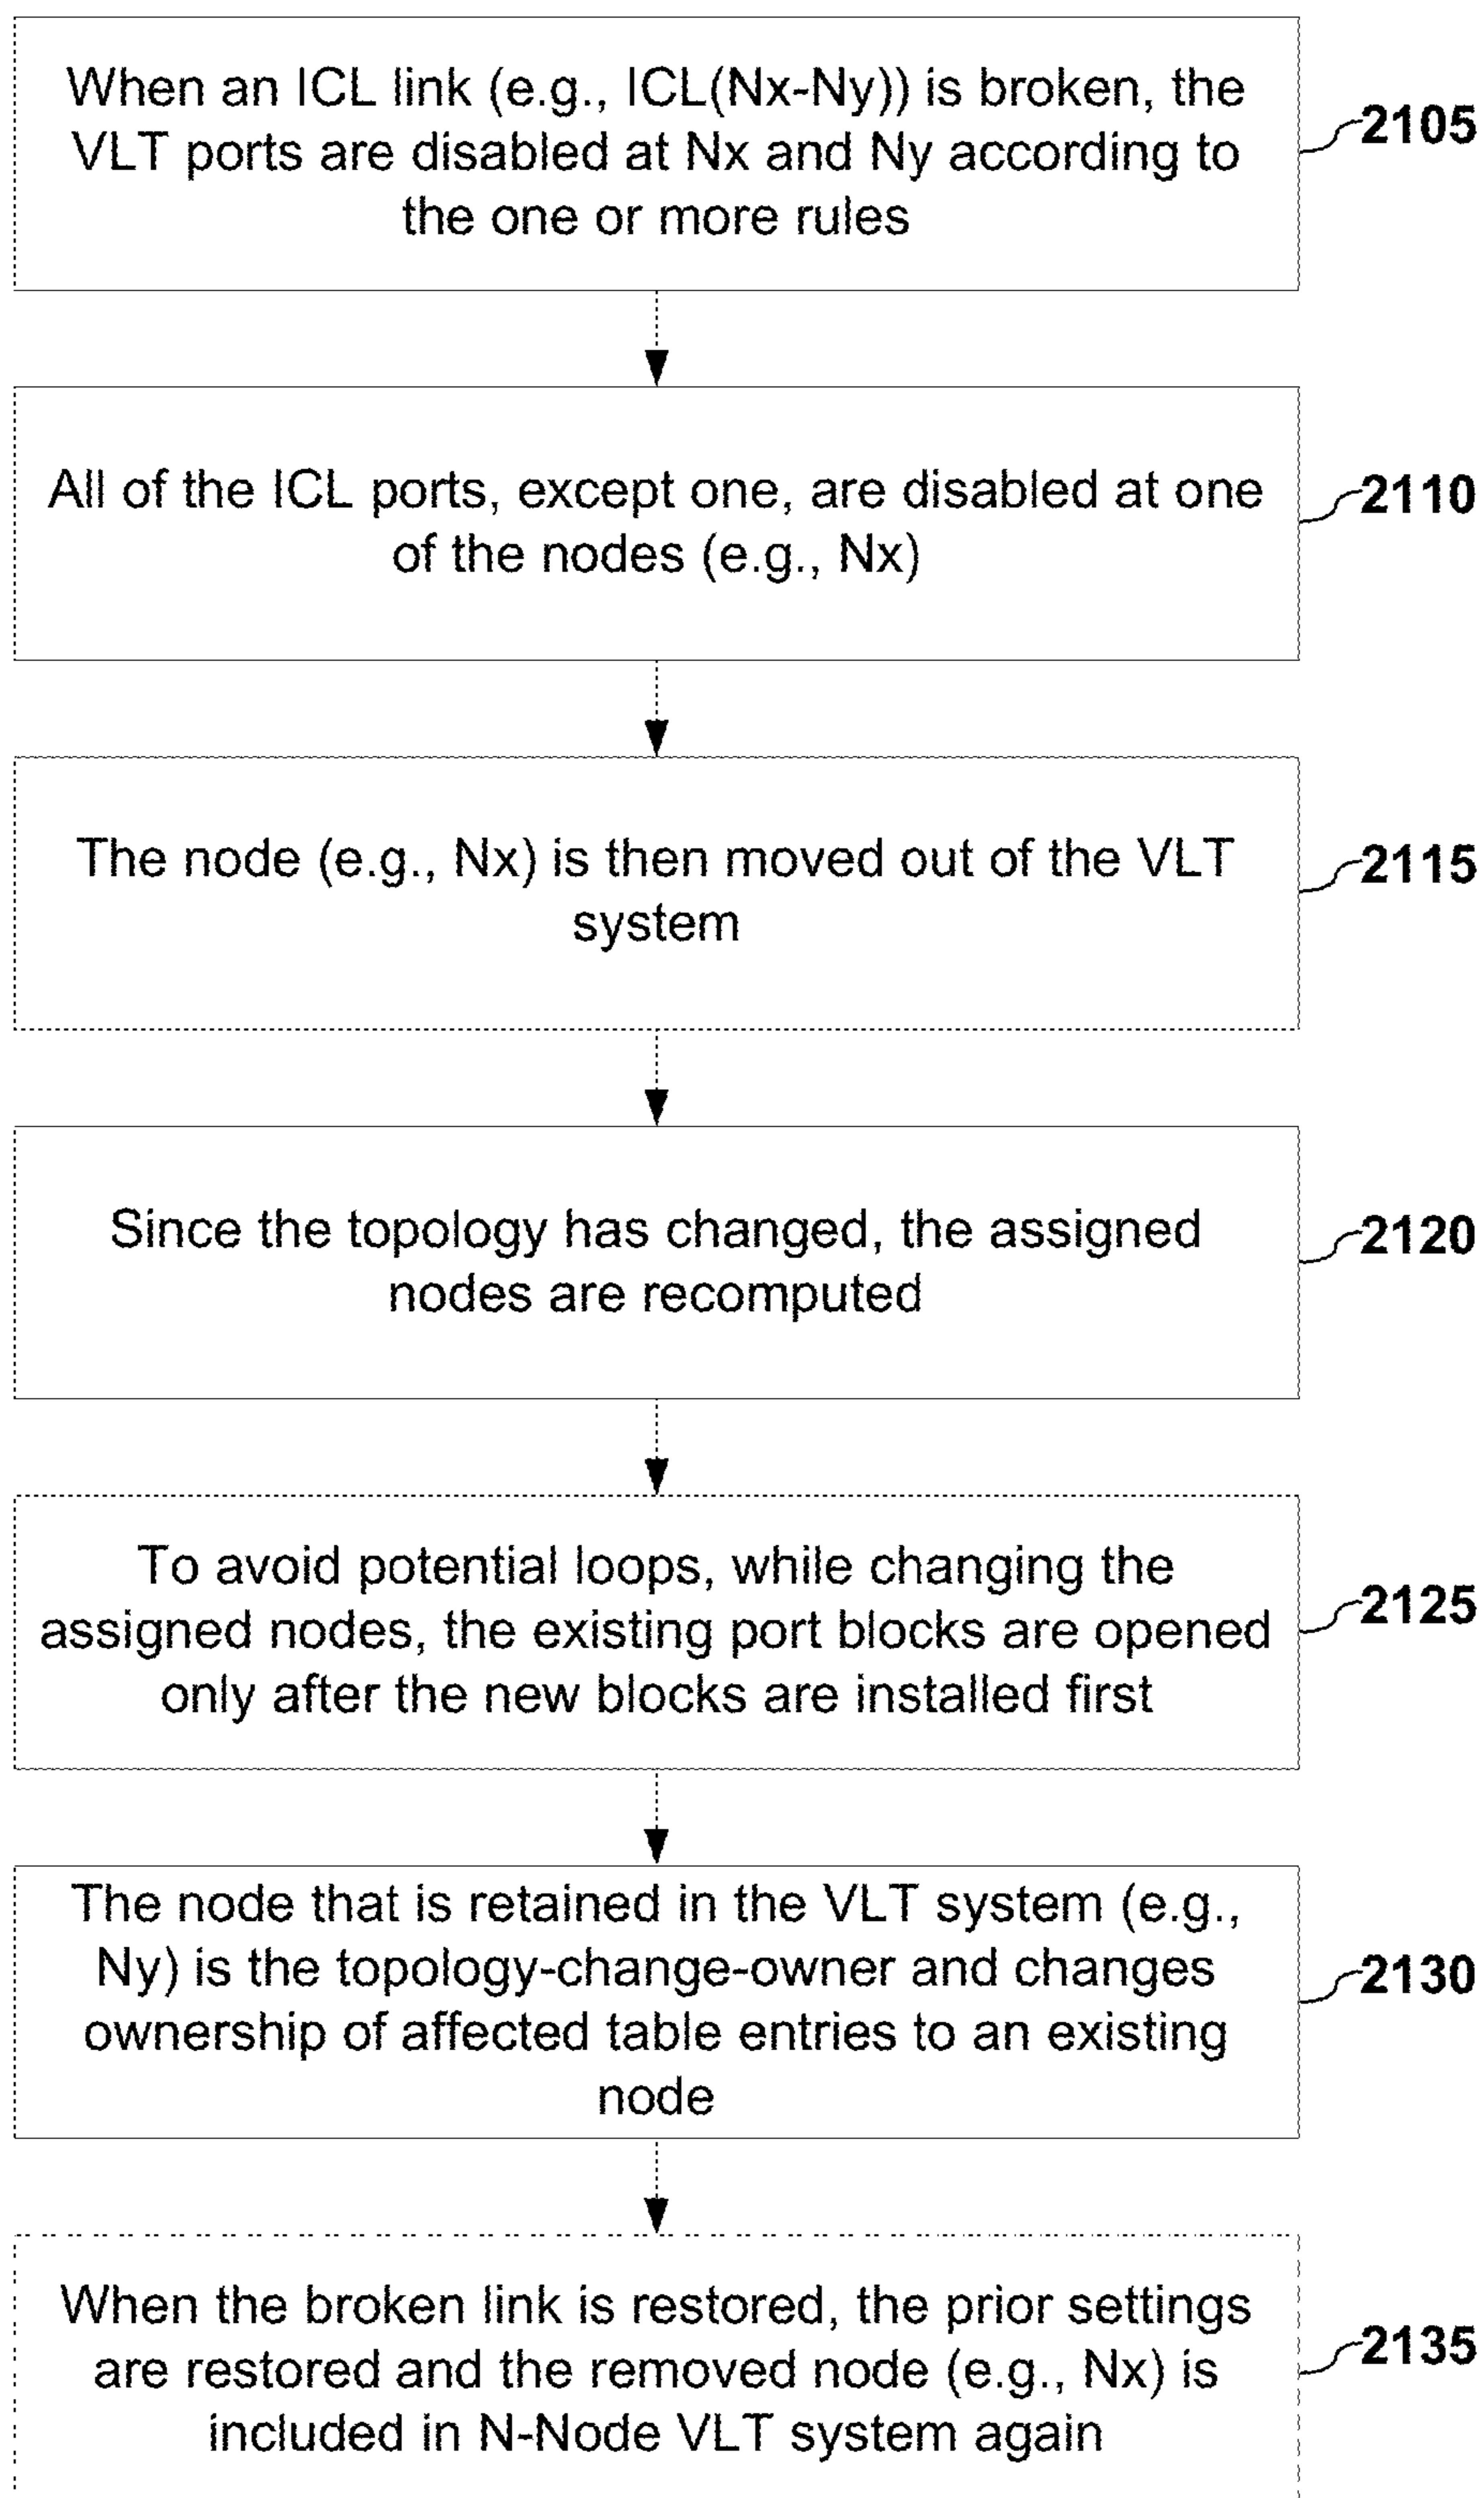 When an ICL link (e.g., ICL(Nx-Ny)) is broken, the
VLT ports are disabled at Nx and Ny according to
the one or more rules
2105
All of the ICL ports, except one, are disabled at one
of the nodes (e.g., Nx)
2110
The node (e.g., Nx) is then moved out of the VLT
system
2115
Since the topology has changed, the assigned
nodes are recomputed
2120
To avoid potential loops, while changing the
assigned nodes, the existing port blocks are opened
only after the new blocks are installed first
2125
The node that is retained in the VLT system (e.g.,
Ny) is the topology-change-owner and changes
ownership of affected table entries to an existing
node
2130
When the broken link is restored, the prior settings
are restored and the removed node (e.g., Nx) is
included in N-Node VLT system again
2135